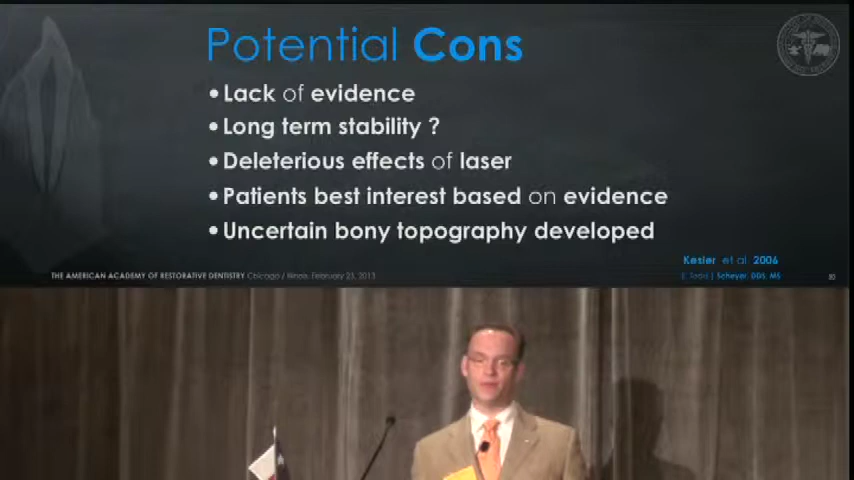 Potential Cons
•Lack of evidence
•Long term stability ?
•Deleterious effects of laser
•Patients best interest based on evidence
•Uncertain bony topography developed
Kesler et al 2006
THE AMERICAN ACADEMY OF RESTORATIVE DENTISTRY Chicago / Illinois, February 23, 2013
Scheyer, DDS, MS